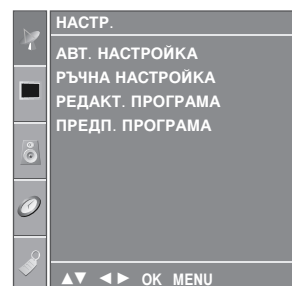 НАСТР.
АВТ. НАСТРОЙКА
РЪЧНА НАСТРОЙКА
РЕДАКТ. ПРОГРАМА
ПРЕДП. ПРОГРАМА
▲▼ ◄► OK MENU